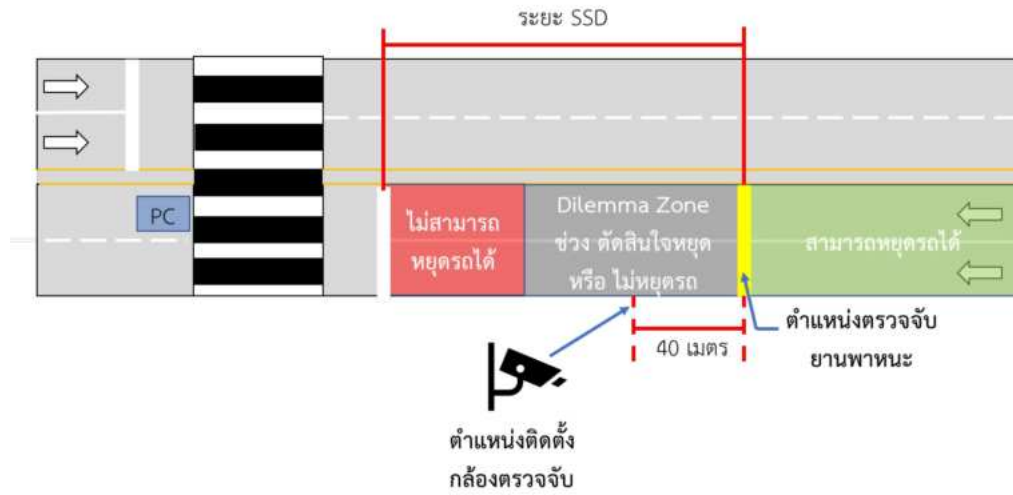 ระยะ SSD
PC
ไม่สามารถ
หยุดรถได้
Dilemma Zone
ช่วง ตัดสินใจหยุด
หรือ ไม่หยุดรถ
สามารถหยุดรถได้
40 เมตร
ตำแหน่งตรวจจับ
ยานพาหนะ
ตำแหน่งติดตั้ง
กล้องตรวจจับ